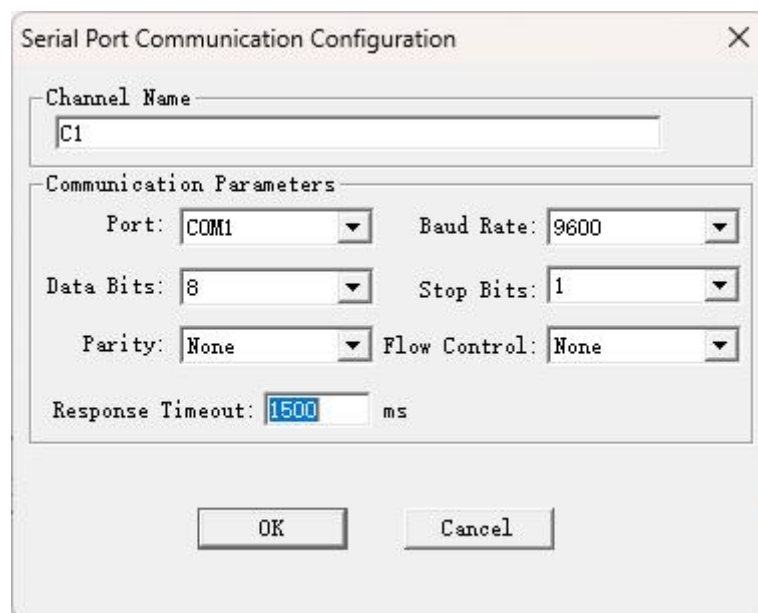 Serial Port Communication Configuration
Channel Name
C1
Communication Parameters
Port: COM1 Baud Rate: 9600
Data Bits: 8 Stop Bits: 1
Parity: None Flow Control: None
Response Timeout: 1500 ms
OK Cancel